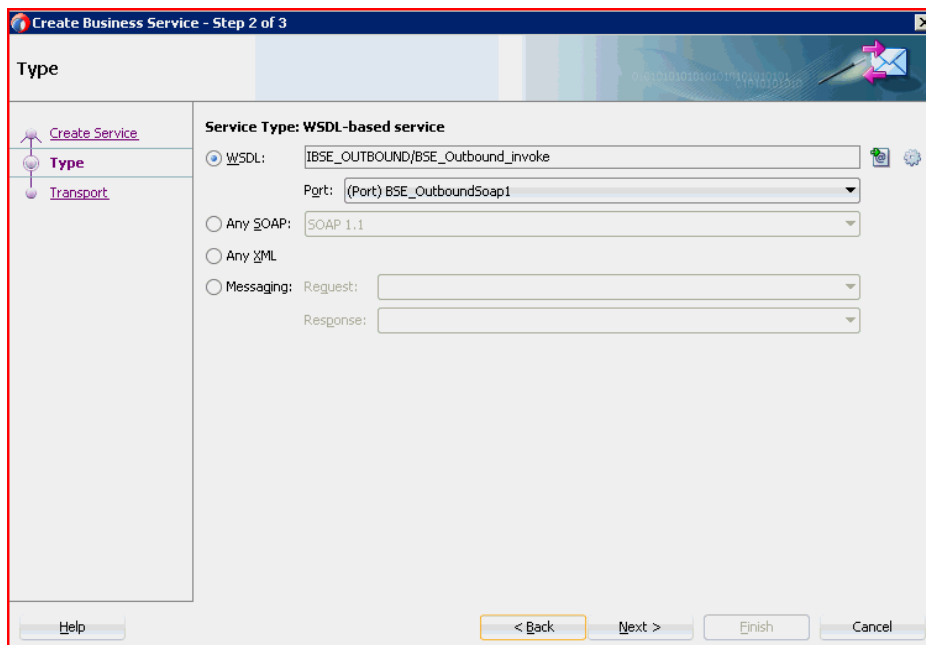 Create Business Service - Step 2 of 3
Type
Create Service
Type
Transport
Service Type: WSDL-based service
WSDL: IBSE_OUTBOUND/BSE_Outbound_invoke
Port: (Port) BSE_OutboundSoap1
Any SOAP: SOAP 1.1
Any XML
Messaging: Request:
Response:
Help < Back Next > Finish Cancel